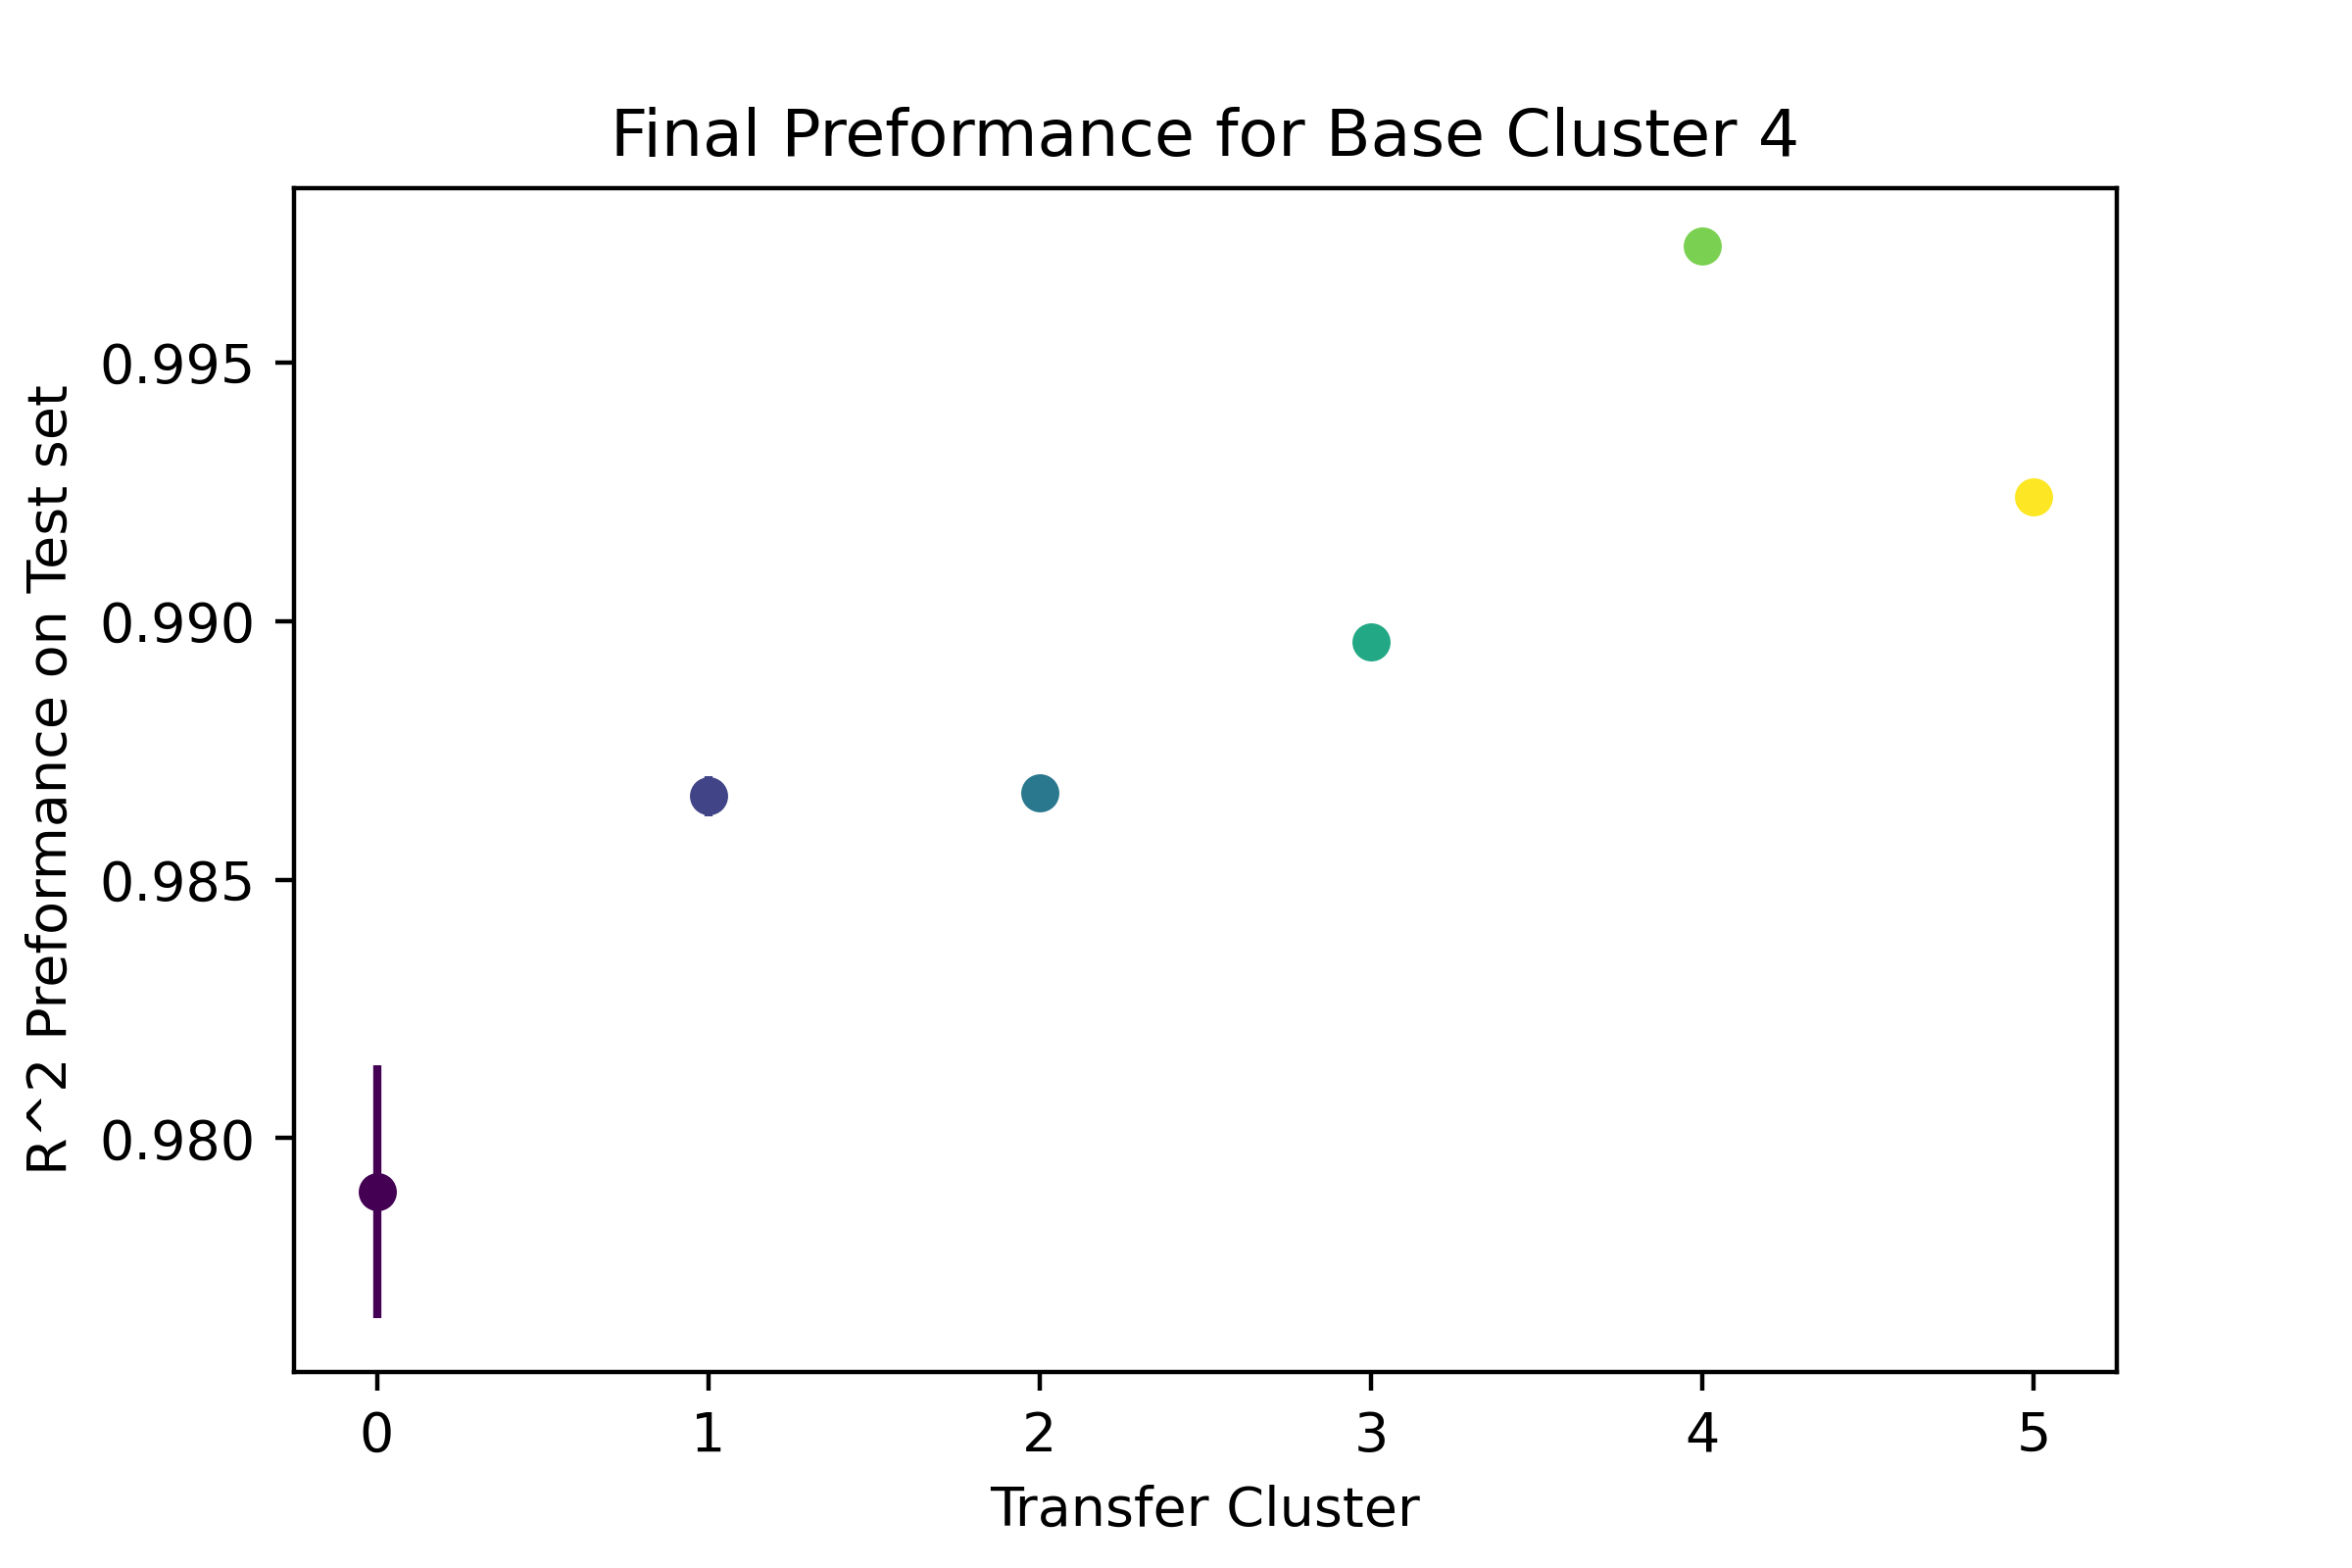 Final Preformance for Base Cluster 4
R^2 Preformance on Test set
0.995
0.990
0.985
0.980
0 1 2 3 4 5
Transfer Cluster